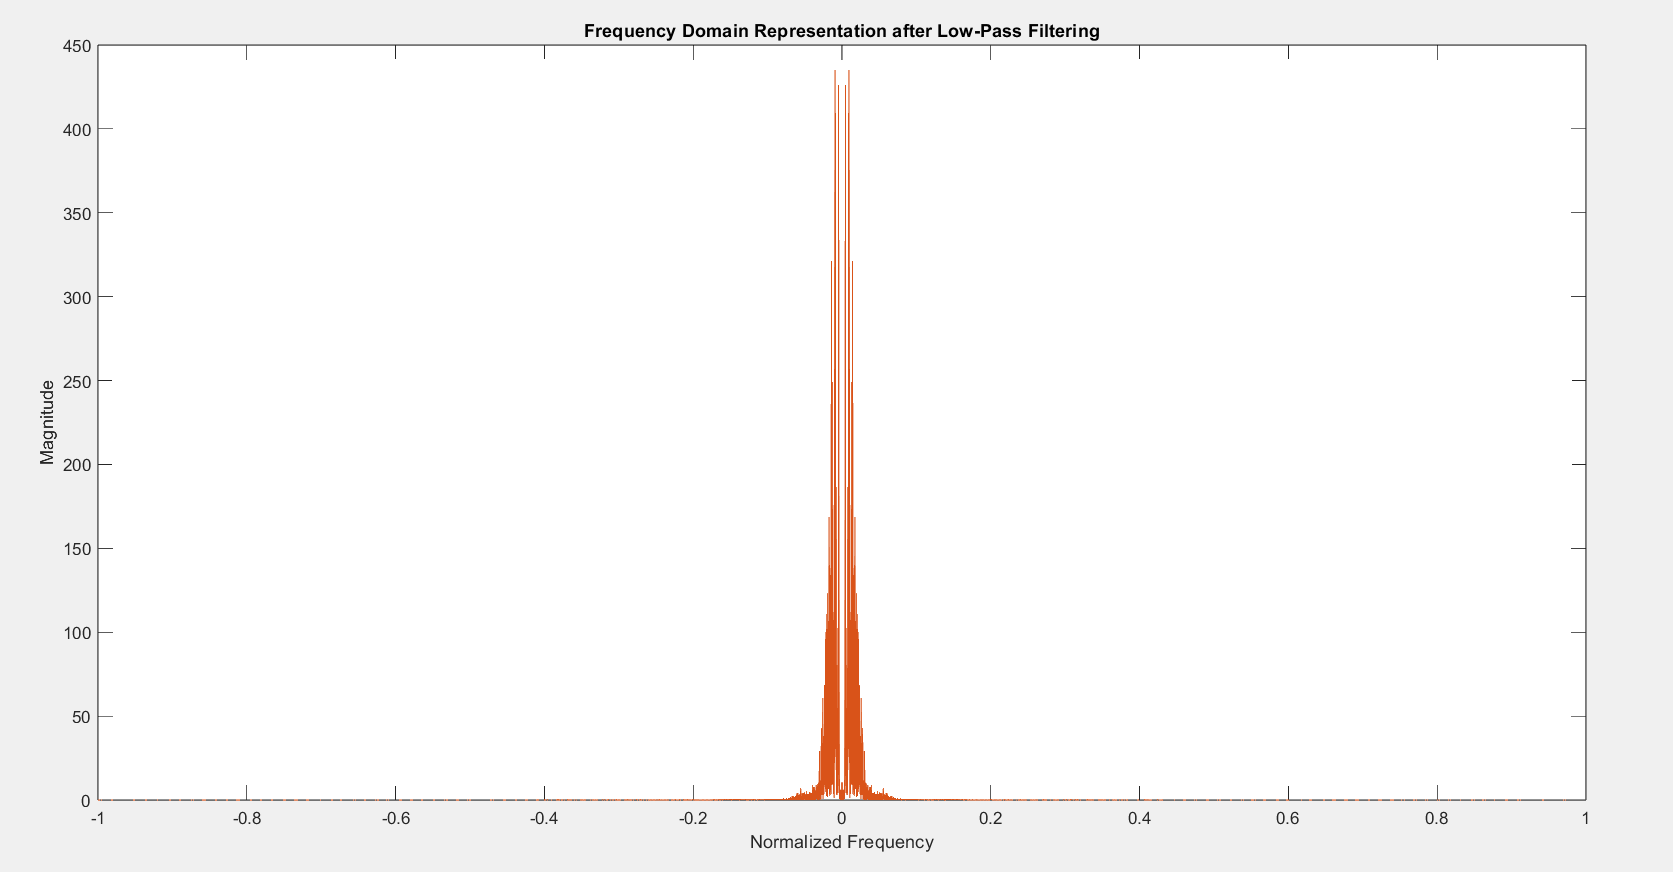 Frequency Domain Representation after Low-Pass Filtering
450
400
350
300
250
200
150
100
50
0
Magnitude
-1 -0.8 -0.6 -0.4 -0.2 0 0.2 0.4 0.6 0.8 1
Normalized Frequency